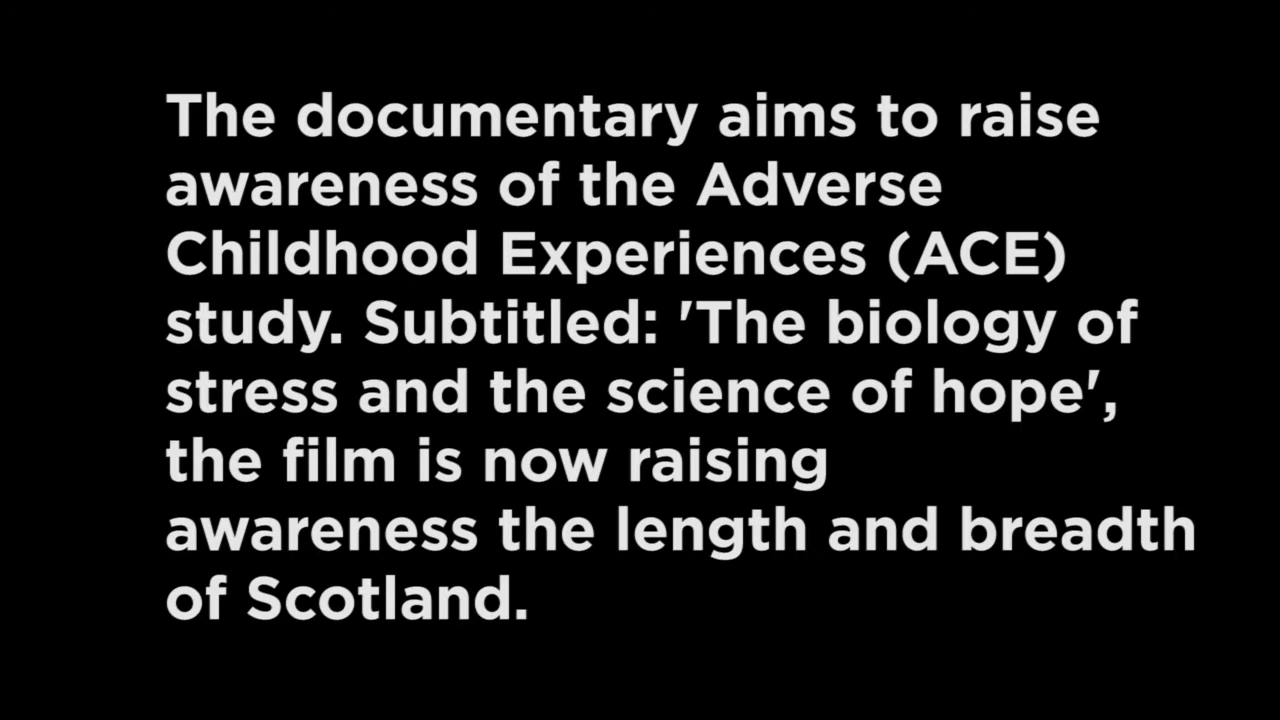 The documentary aims to raise
awareness of the Adverse
Childhood Experiences (ACE)
study. Subtitled: 'The biology of
stress and the science of hope',
the film is now raising
awareness the length and breadth
of Scotland.